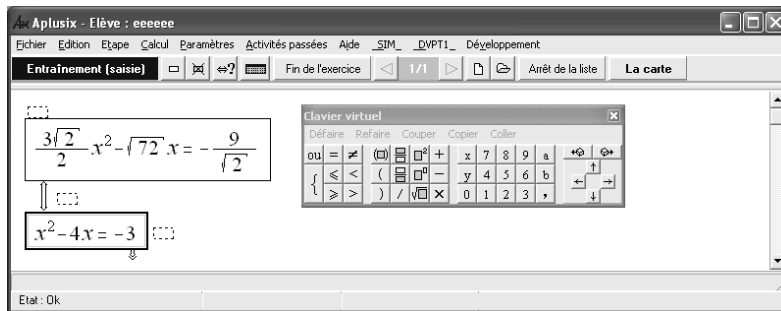 Aplusix - Elève : eeeeee
Fichier Edition Etape Calcul Paramètres Activités passées Aide _SIM_ _DVPT1_ Développement
Entraînement (saisie) ⇔? Fin de l'exercice 1/1 Arrêt de la liste La carte
Clavier virtuel
Défaire Refaire Couper Copier Coller
ou = ≠ (□) □² + x 7 8 9 a
{ ⩽ < ( □⁰ − y 4 5 6 b
⩾ > ) / √□ × 0 1 2 3 ,
3√2/2 x² − √72 x = − 9/√2
x² − 4x = −3
Etat : Ok